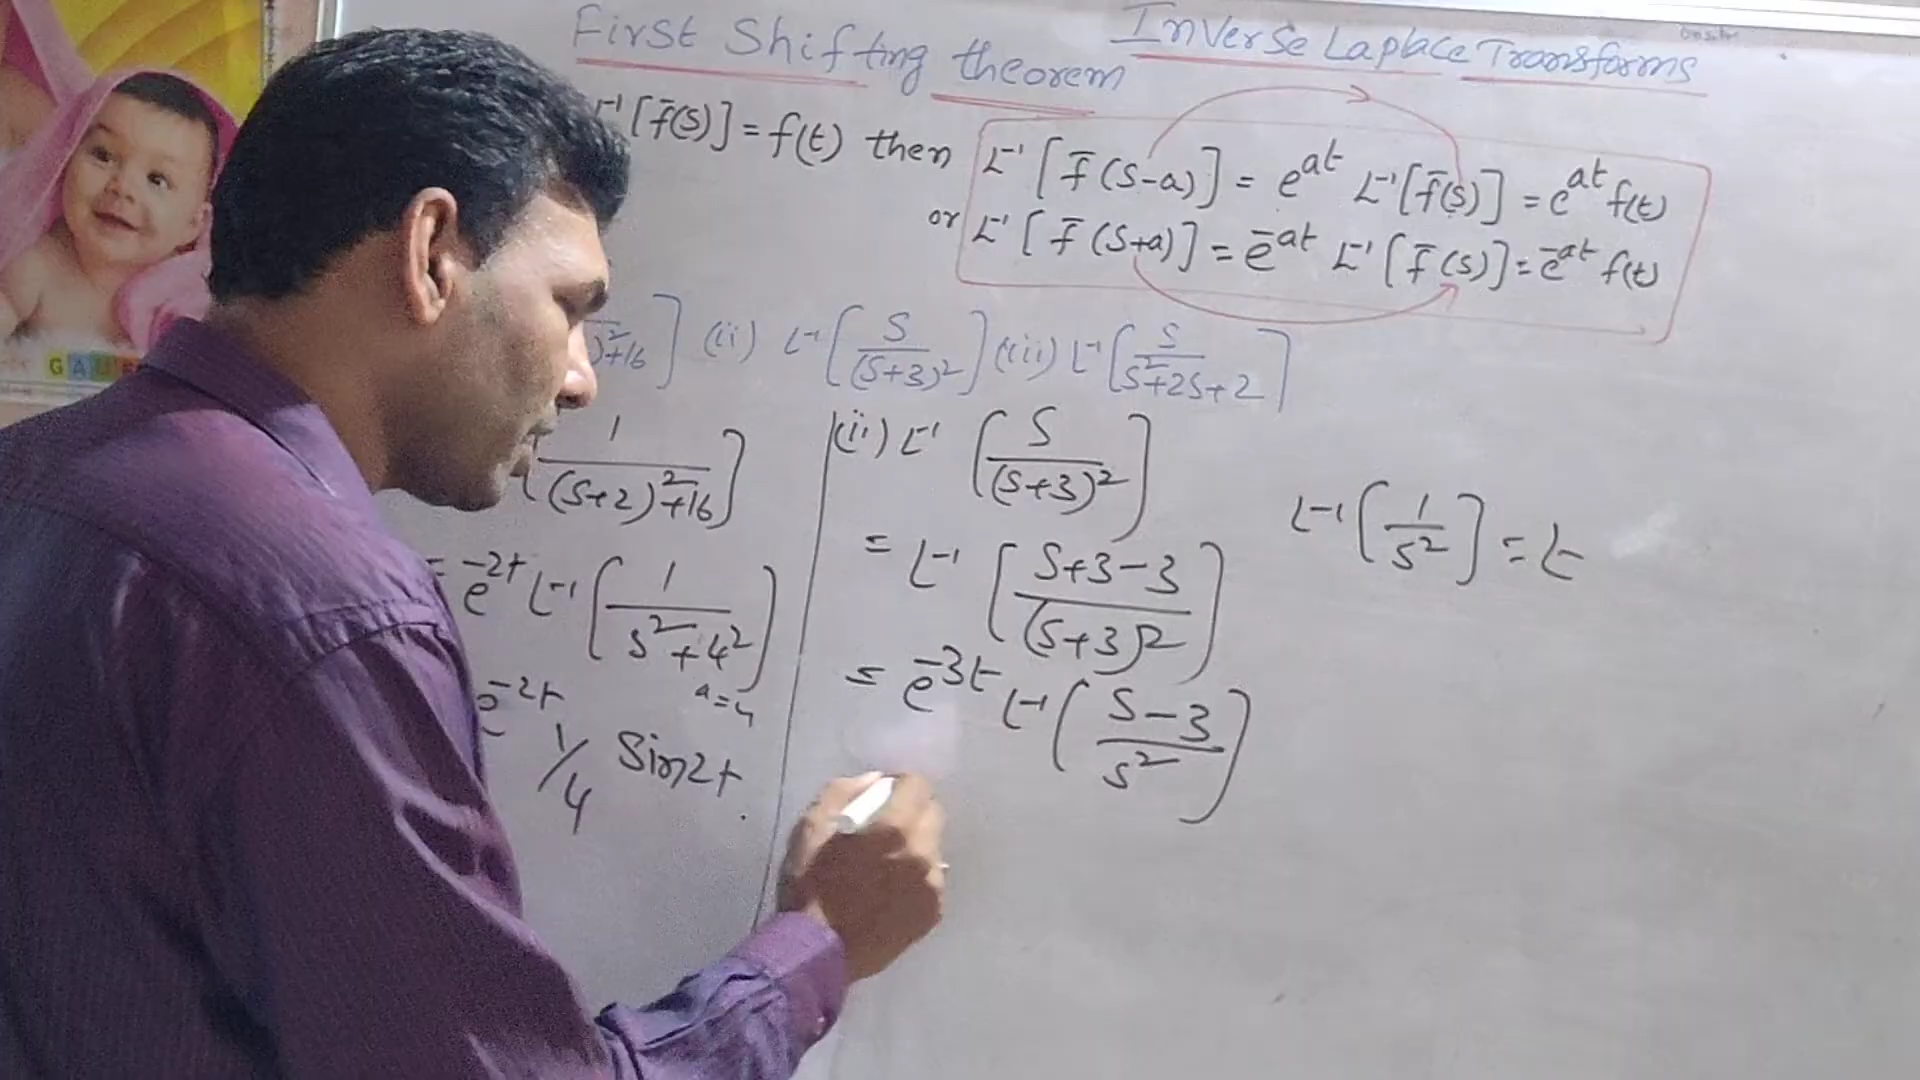 First Shifting theorem
Inverse Laplace Transforms
L⁻¹[f̄(s)] = f(t) then L⁻¹[f̄(s-a)] = e^at L⁻¹[f̄(s)] = e^at f(t)
or L⁻¹[f̄(s+a)] = e^-at L⁻¹[f̄(s)] = e^-at f(t)
)²+16] (ii) L⁻¹[s/(s+3)²] (iii) L⁻¹[s/s²+2s+2]
[1/(s+2)²+16]
= e^-2t L⁻¹[1/s²+4²]
a=4
e^-2t 1/4 Sin2t.
(ii) L⁻¹[s/(s+3)²]
= L⁻¹[s+3-3/(s+3)²]
= e^-3t L⁻¹[s-3/s²]
L⁻¹[1/s²] = t
GA